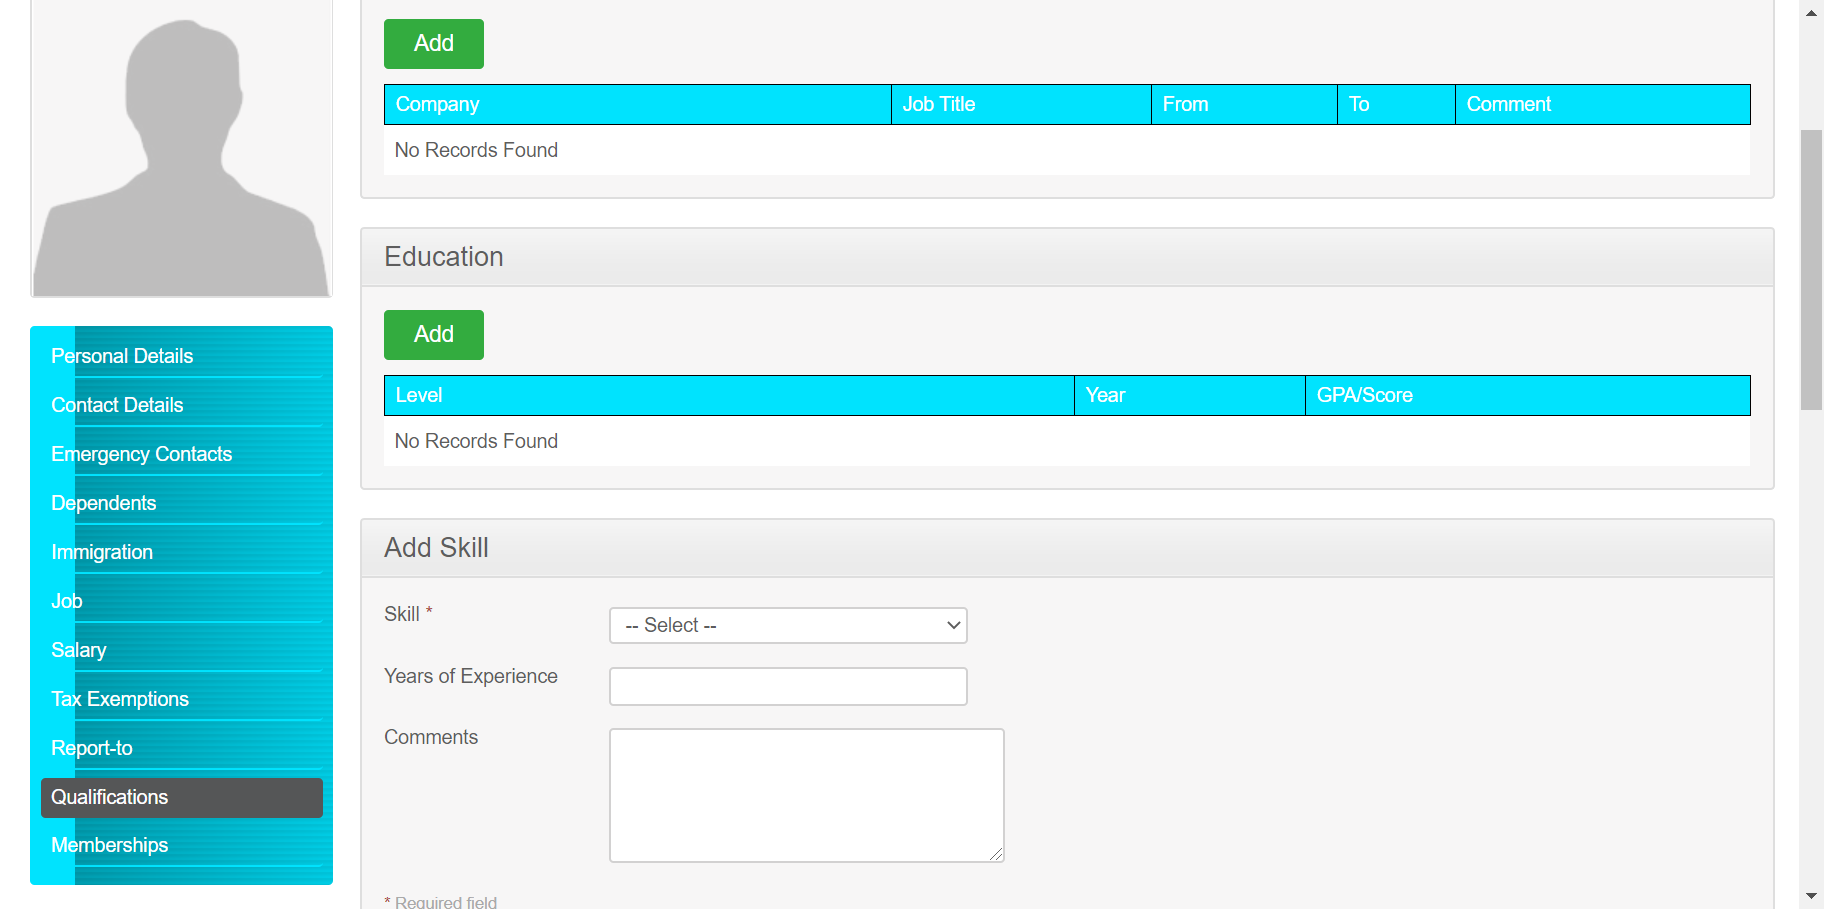 Add
Company Job Title From To Comment
No Records Found
Education
Add
Level Year GPA/Score
No Records Found
Add Skill
Skill *
-- Select --
Years of Experience
Comments
* Required field
Personal Details
Contact Details
Emergency Contacts
Dependents
Immigration
Job
Salary
Tax Exemptions
Report-to
Qualifications
Memberships